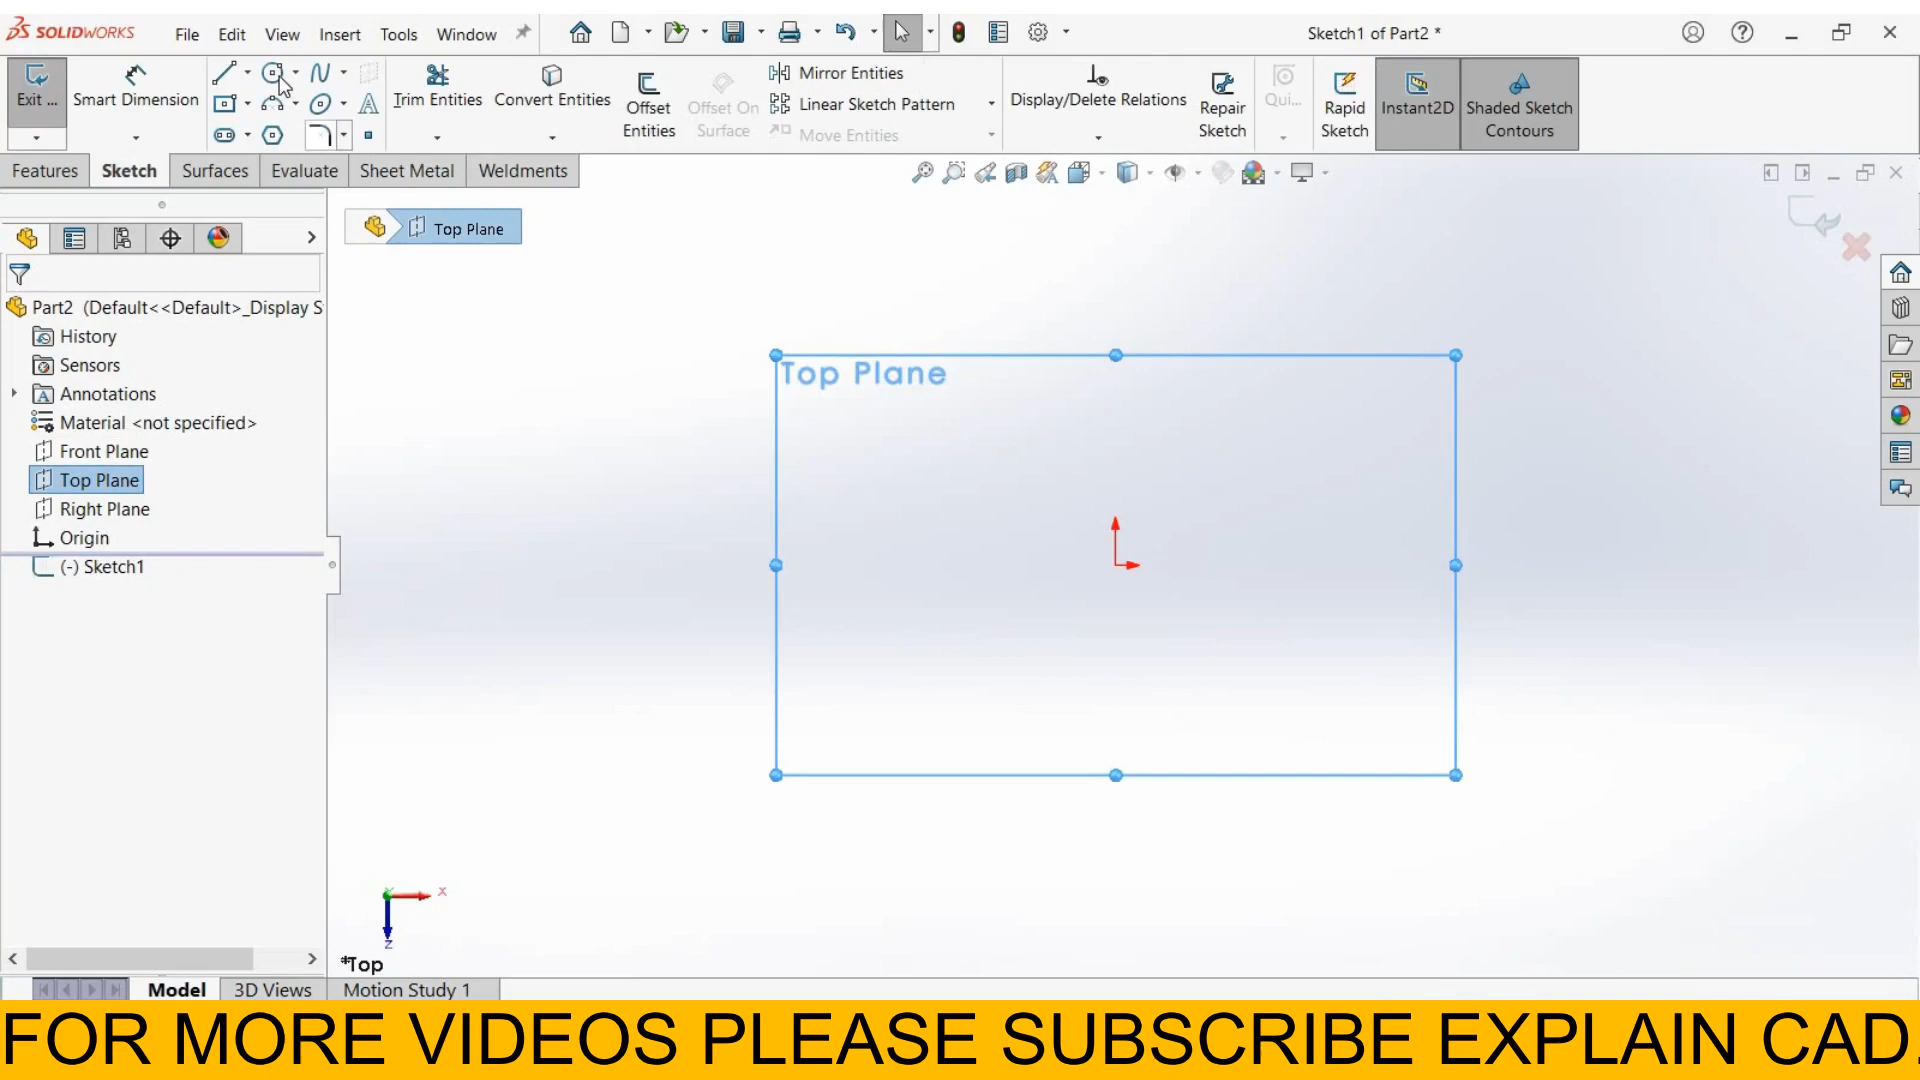 SOLIDWORKS
File Edit View Insert Tools Window
Sketch1 of Part2 *
Exit ...
Smart Dimension
Trim Entities
Convert Entities
Offset Entities
Offset On Surface
Mirror Entities
Linear Sketch Pattern
Move Entities
Display/Delete Relations
Repair Sketch
Qui...
Rapid Sketch
Instant2D
Shaded Sketch Contours
Features Sketch Surfaces Evaluate Sheet Metal Weldments
Top Plane
Part2 (Default<<Default>_Display S
History
Sensors
Annotations
Material <not specified>
Front Plane
Top Plane
Right Plane
Origin
(-) Sketch1
Top Plane
X
Z
*Top
Model 3D Views Motion Study 1
FOR MORE VIDEOS PLEASE SUBSCRIBE EXPLAIN CAD.